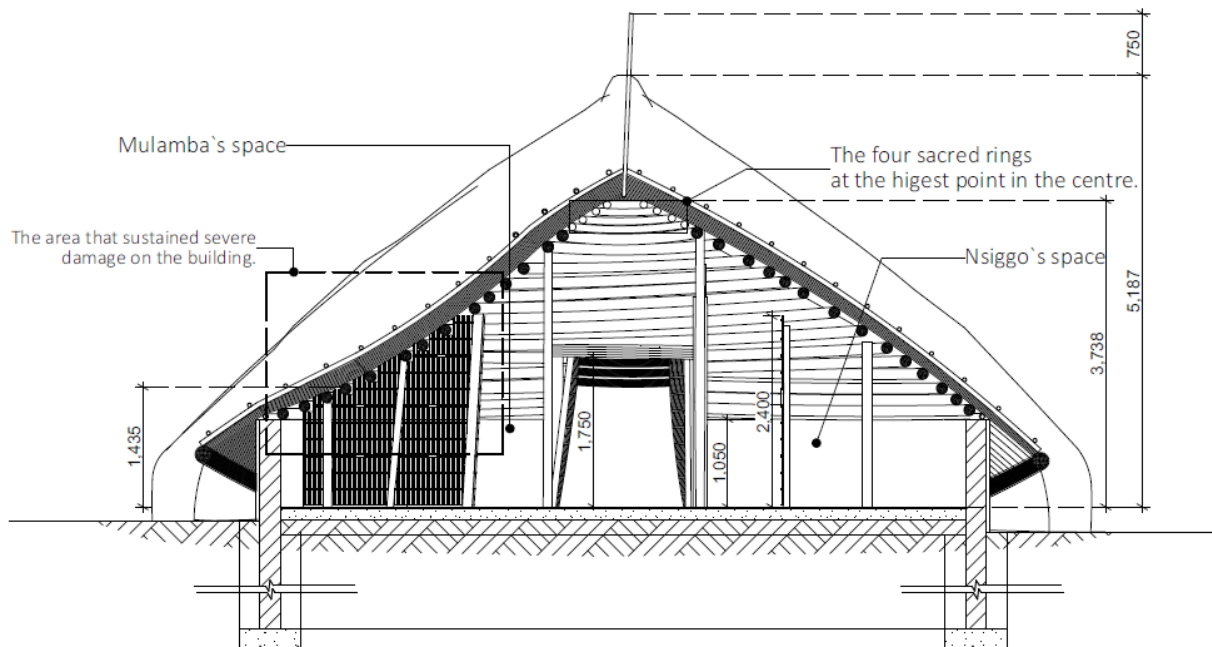 750
Mulamba`s space
The four sacred rings
at the higest point in the centre.
The area that sustained severe
damage on the building.
Nsiggo`s space
5,187
3,738
1,435
1,750
1,050
2,400